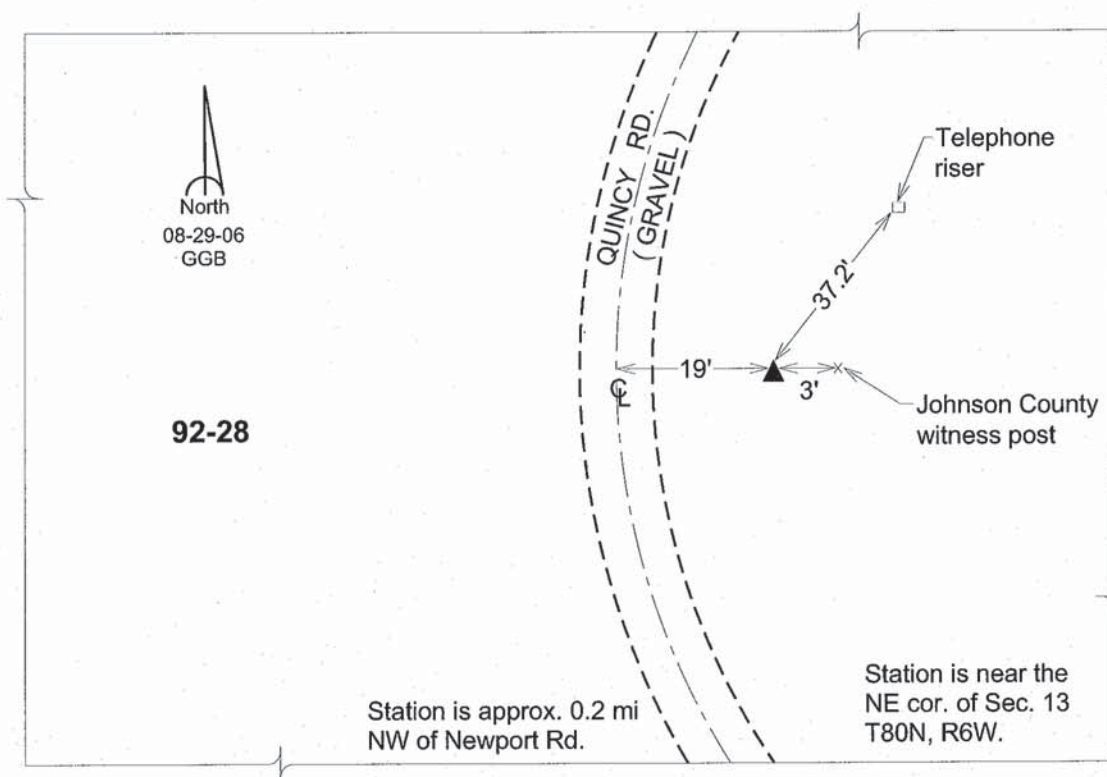 North
08-29-06
GGB
92-28
QUINCY RD.
( GRAVEL )
Telephone
riser
37.2'
19'
3'
℄
Johnson County
witness post
Station is approx. 0.2 mi
NW of Newport Rd.
Station is near the
NE cor. of Sec. 13
T80N, R6W.